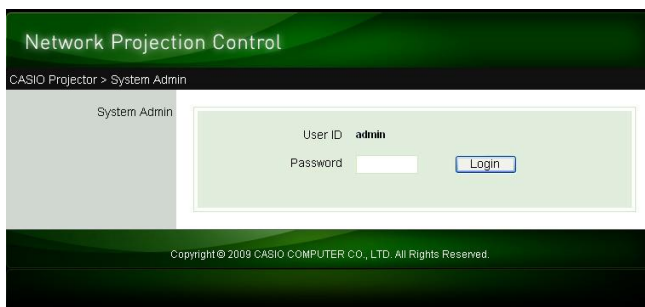 Network Projection Control
CASIO Projector > System Admin
System Admin
User ID admin
Password Login
Copyright © 2009 CASIO COMPUTER CO., LTD. All Rights Reserved.